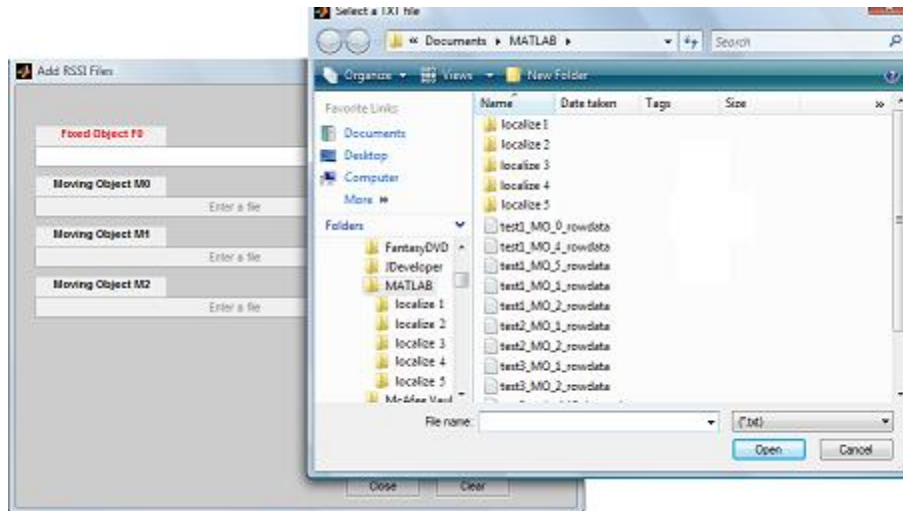 Add RSSI Files
Fixed Object F0
Moving Object M0
Enter a file
Moving Object M1
Enter a file
Moving Object M2
Enter a file
Close
Clear
Select a TXT file
« Documents MATLAB
Search
Organize Views New Folder
Favorite Links
Documents
Desktop
Computer
More »
Folders
FantasyDVD
JDeveloper
MATLAB
localize 1
localize 2
localize 3
localize 4
localize 5
McAfee Vaul
Name Date taken Tags Size »
localize 1
localize 2
localize 3
localize 4
localize 5
test1_MO_0_rowdata
test1_MO_4_rowdata
test1_MO_5_rowdata
test1_MO_1_rowdata
test1_MO_2_rowdata
test2_MO_1_rowdata
test2_MO_2_rowdata
test3_MO_1_rowdata
test3_MO_2_rowdata
File name:
(*.txt)
Open
Cancel